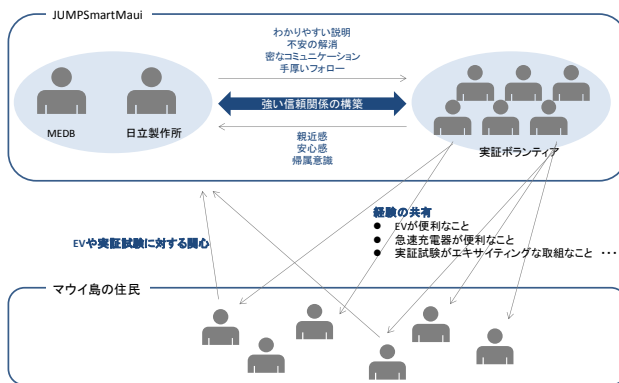 JUMPSmartMaui
わかりやすい説明
不安の解消
密なコミュニケーション
手厚いフォロー
強い信頼関係の構築
MEDB
日立製作所
親近感
安心感
帰属意識
実証ボランティア
経験の共有
● EVが便利なこと
● 急速充電器が便利なこと
● 実証試験がエキサイティングな取組なこと ・・・
EVや実証試験に対する関心
マウイ島の住民